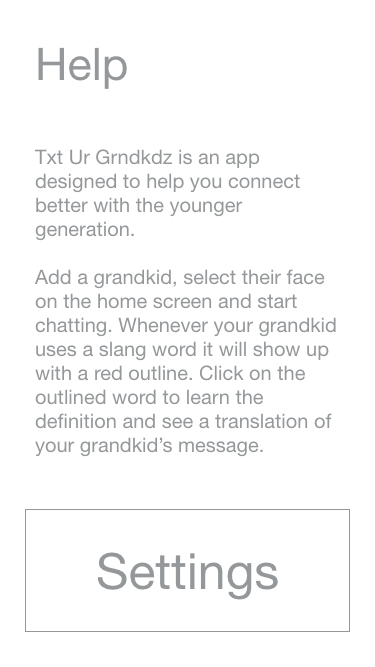 Help
Txt Ur Grndkdz is an app
designed to help you connect
better with the younger
generation.
Add a grandkid, select their face
on the home screen and start
chatting. Whenever your grandkid
uses a slang word it will show up
with a red outline. Click on the
outlined word to learn the
definition and see a translation of
your grandkid’s message.
Settings